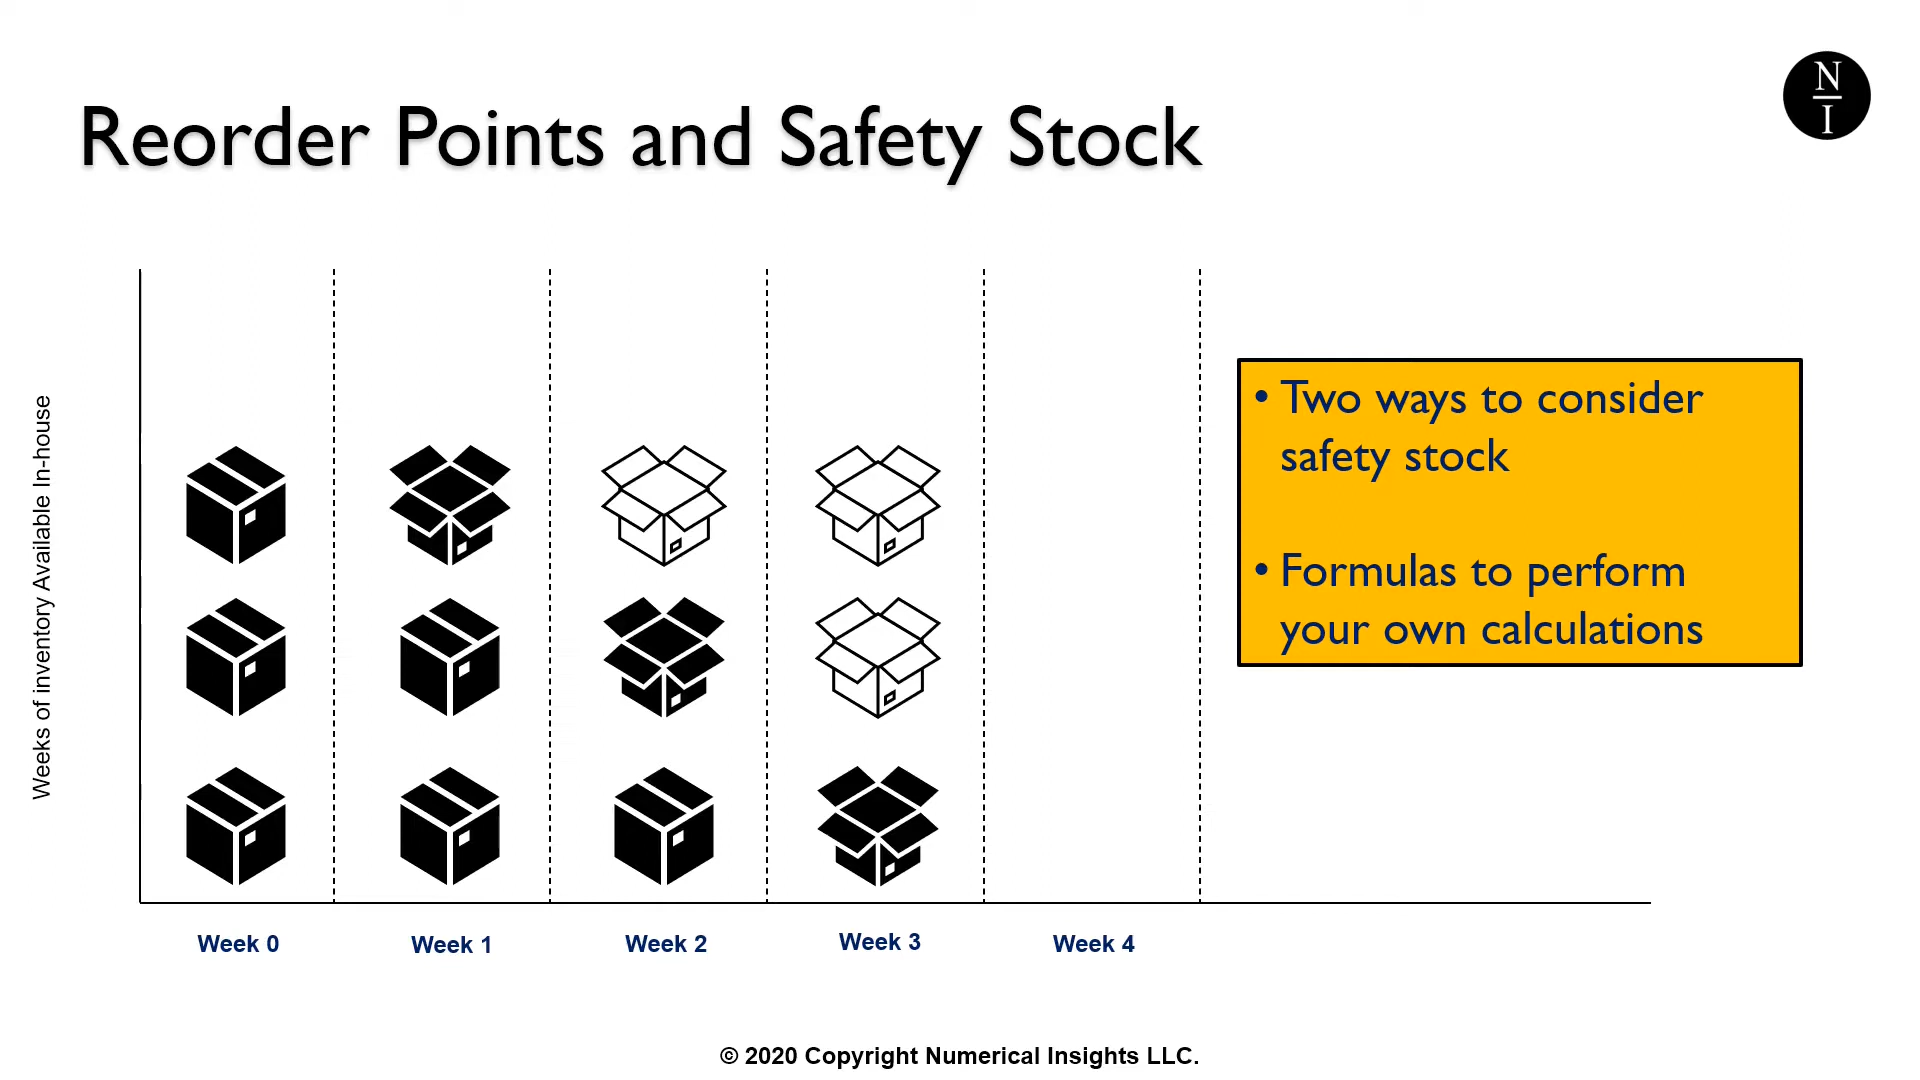 N
I
Reorder Points and Safety Stock
Weeks of inventory Available In-house
• Two ways to consider
safety stock
• Formulas to perform
your own calculations
Week 0
Week 1
Week 2
Week 3
Week 4
© 2020 Copyright Numerical Insights LLC.